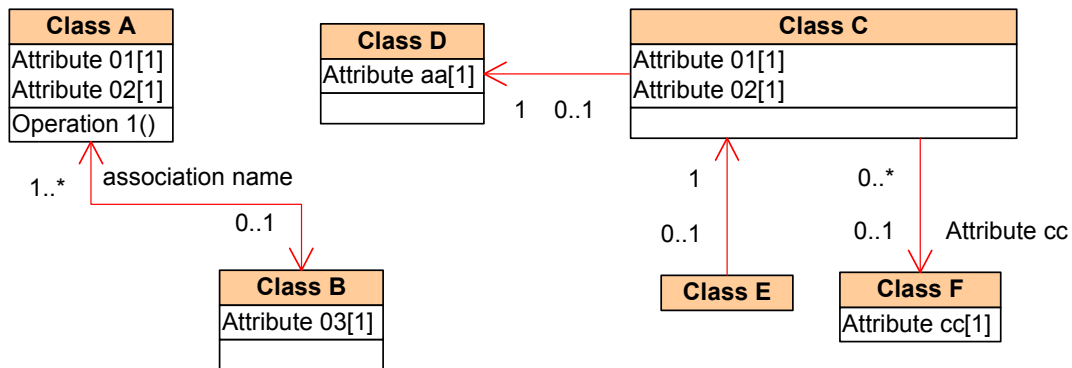 Class A
Attribute 01[1]
Attribute 02[1]
Operation 1()
1..*
association name
0..1
Class B
Attribute 03[1]
Class D
Attribute aa[1]
1
0..1
Class C
Attribute 01[1]
Attribute 02[1]
1
0..1
Class E
0..*
0..1
Attribute cc
Class F
Attribute cc[1]